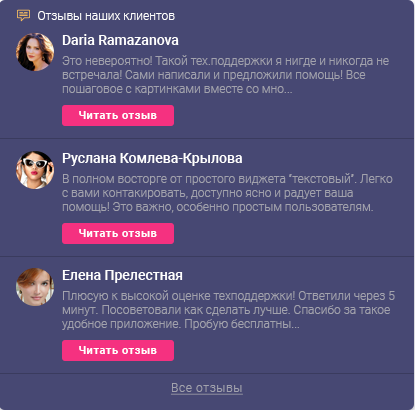 Отзывы наших клиентов
Daria Ramazanova
Это невероятно! Такой тех.поддержки я нигде и никогда не
встречала! Сами написали и предложили помощь! Все
пошаговое с картинками вместе со мно...
Читать отзыв
Руслана Комлева-Крылова
В полном восторге от простого виджета "текстовый". Легко
с вами контакировать, доступно ясно и радует ваша
помощь! Это важно, особенно простым пользователям.
Читать отзыв
Елена Прелестная
Плюсую к высокой оценке техподдержки! Ответили через 5
минут. Посоветовали как сделать лучше. Спасибо за такое
удобное приложение. Пробую бесплатны...
Читать отзыв
Все отзывы